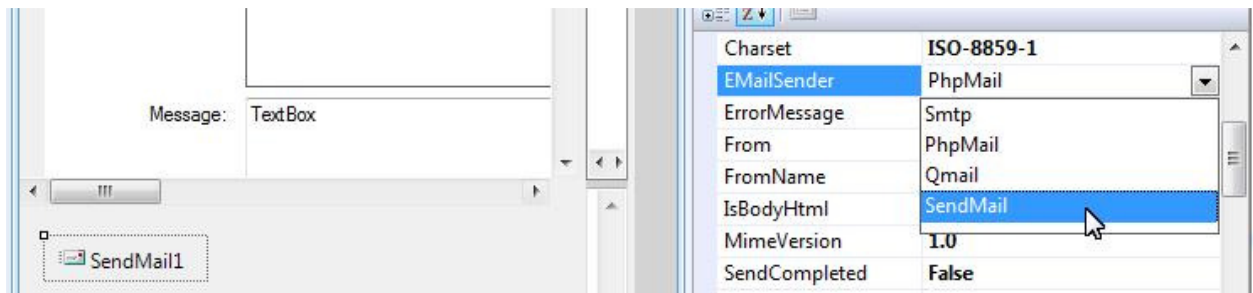 Message: TextBox
SendMail1
Charset ISO-8859-1
EMailSender PhpMail
ErrorMessage Smtp
From PhpMail
FromName Qmail
IsBodyHtml SendMail
MimeVersion 1.0
SendCompleted False